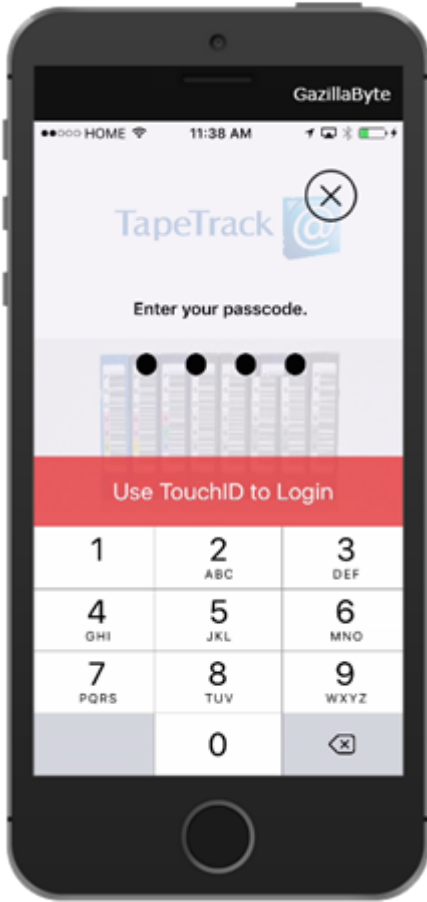 GazillaByte
HOME 11:38 AM
TapeTrack @
Enter your passcode.
Use TouchID to Login
1 2 3
ABC DEF
4 5 6
GHI JKL MNO
7 8 9
PQRS TUV WXYZ
0